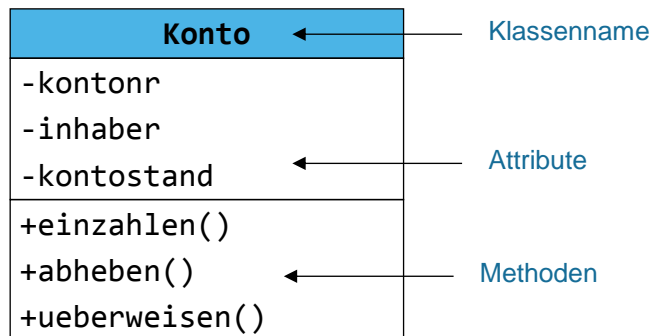 Konto
Klassenname
-kontonr
-inhaber
-kontostand
Attribute
+einzahlen()
+abheben()
+ueberweisen()
Methoden